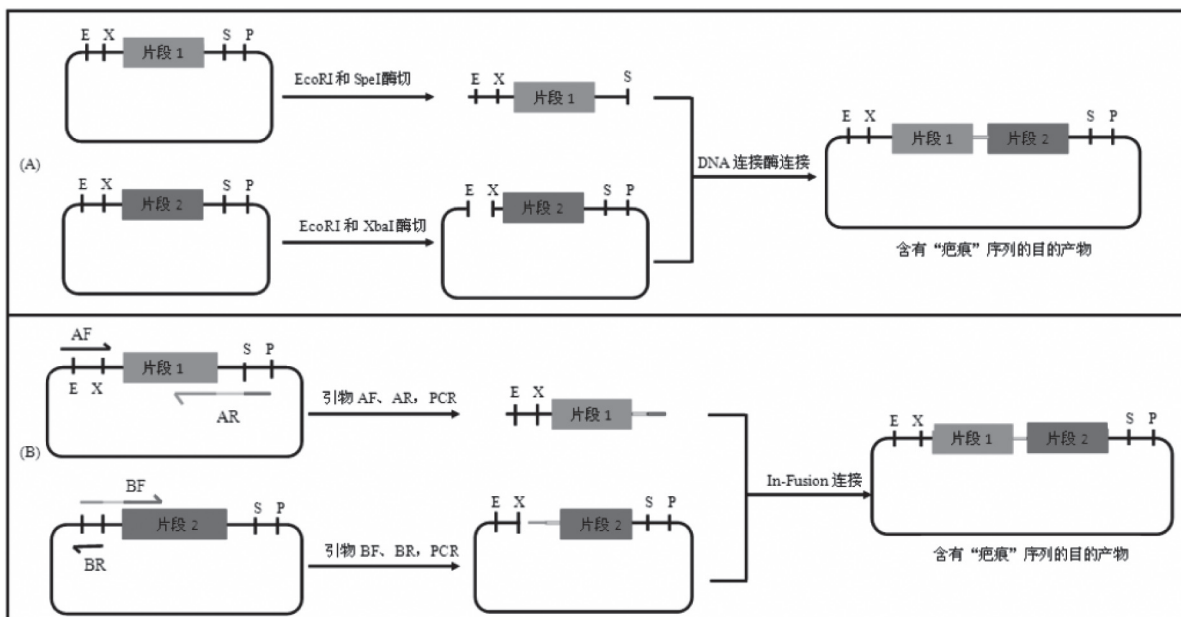 E X
片段 1
S P
EcoRI 和 SpeI酶切
E X
片段 1
S
(A)
E X
片段 2
S P
EcoRI 和 XbaI酶切
E X
片段 2
S P
DNA 连接酶连接
E X
片段 1
片段 2
S P
含有“疤痕”序列的目的产物
(B)
AF
E X
片段 1
S P
AR
引物 AF、AR，PCR
E X
片段 1
BF
片段 2
S P
BR
引物 BF、BR，PCR
E X
片段 2
S P
In-Fusion 连接
E X
片段 1
片段 2
S P
含有“疤痕”序列的目的产物